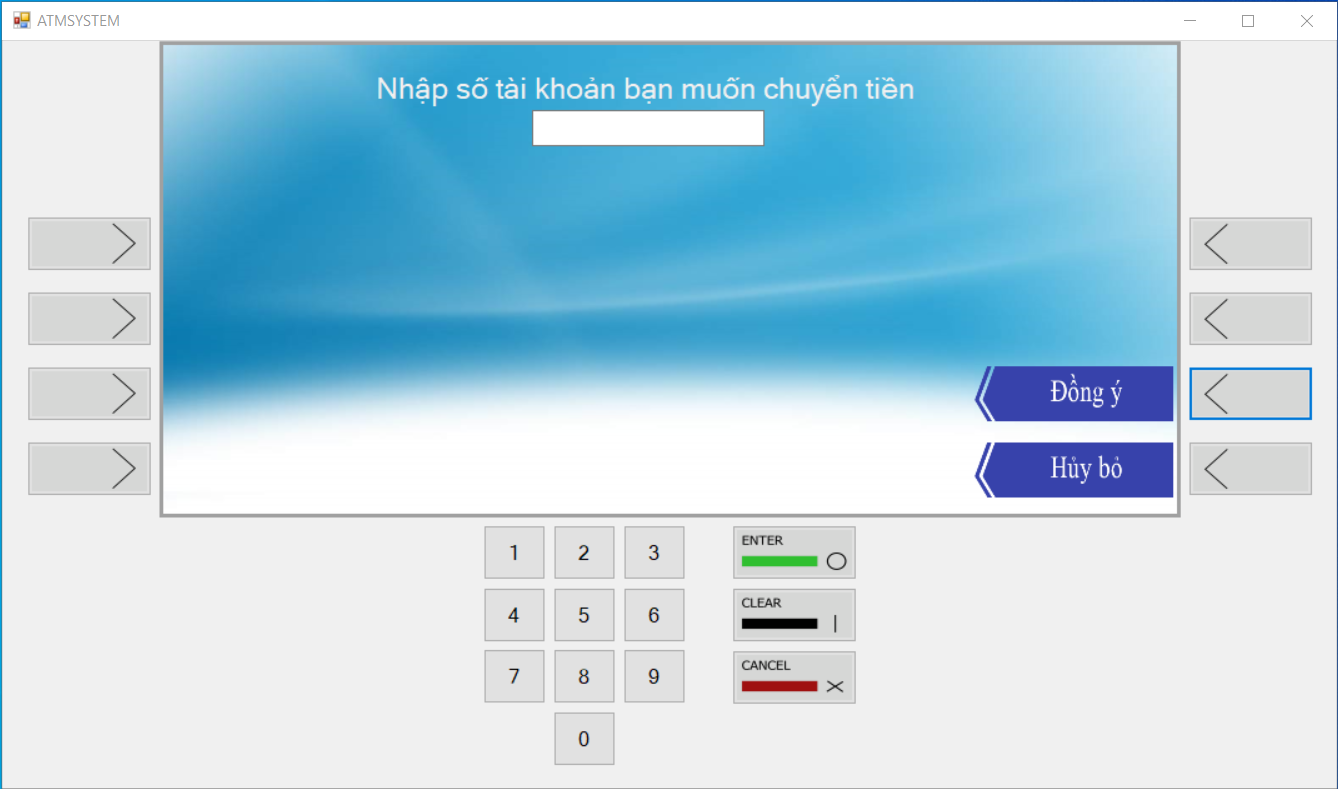 ATMSYSTEM
Nhập số tài khoản bạn muốn chuyển tiền
Đồng ý
Hủy bỏ
1 2 3 ENTER
4 5 6 CLEAR
7 8 9 CANCEL
0